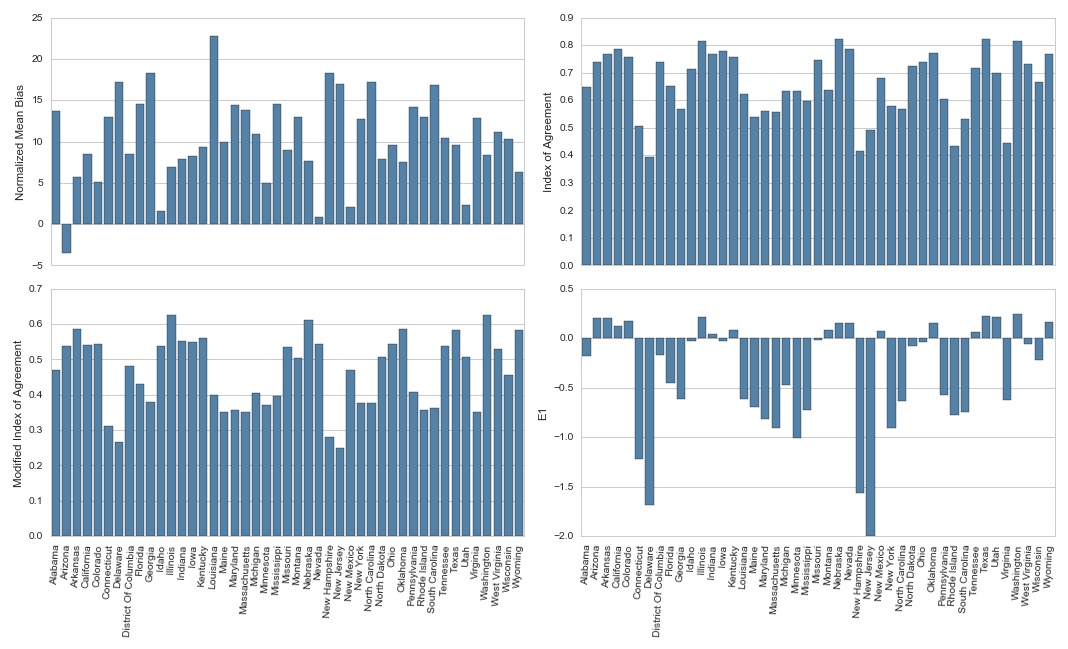 25
20
15
10
5
0
−5
Normalized Mean Bias
0.9
0.8
0.7
0.6
0.5
0.4
0.3
0.2
0.1
0.0
Index of Agreement
0.7
0.6
0.5
0.4
0.3
0.2
0.1
0.0
Modified Index of Agreement
Alabama
Arizona
Arkansas
California
Colorado
Connecticut
Delaware
District Of Columbia
Florida
Georgia
Idaho
Illinois
Indiana
Iowa
Kentucky
Louisiana
Maine
Maryland
Massachusetts
Michigan
Minnesota
Mississippi
Missouri
Montana
Nebraska
Nevada
New Hampshire
New Jersey
New Mexico
New York
North Carolina
North Dakota
Ohio
Oklahoma
Pennsylvania
Rhode Island
South Carolina
Tennessee
Texas
Utah
Virginia
Washington
West Virginia
Wisconsin
Wyoming
0.5
0.0
−0.5
−1.0
−1.5
−2.0
E1
Alabama
Arizona
Arkansas
California
Colorado
Connecticut
Delaware
District Of Columbia
Florida
Georgia
Idaho
Illinois
Indiana
Iowa
Kentucky
Louisiana
Maine
Maryland
Massachusetts
Michigan
Minnesota
Mississippi
Missouri
Montana
Nebraska
Nevada
New Hampshire
New Jersey
New Mexico
New York
North Carolina
North Dakota
Ohio
Oklahoma
Pennsylvania
Rhode Island
South Carolina
Tennessee
Texas
Utah
Virginia
Washington
West Virginia
Wisconsin
Wyoming